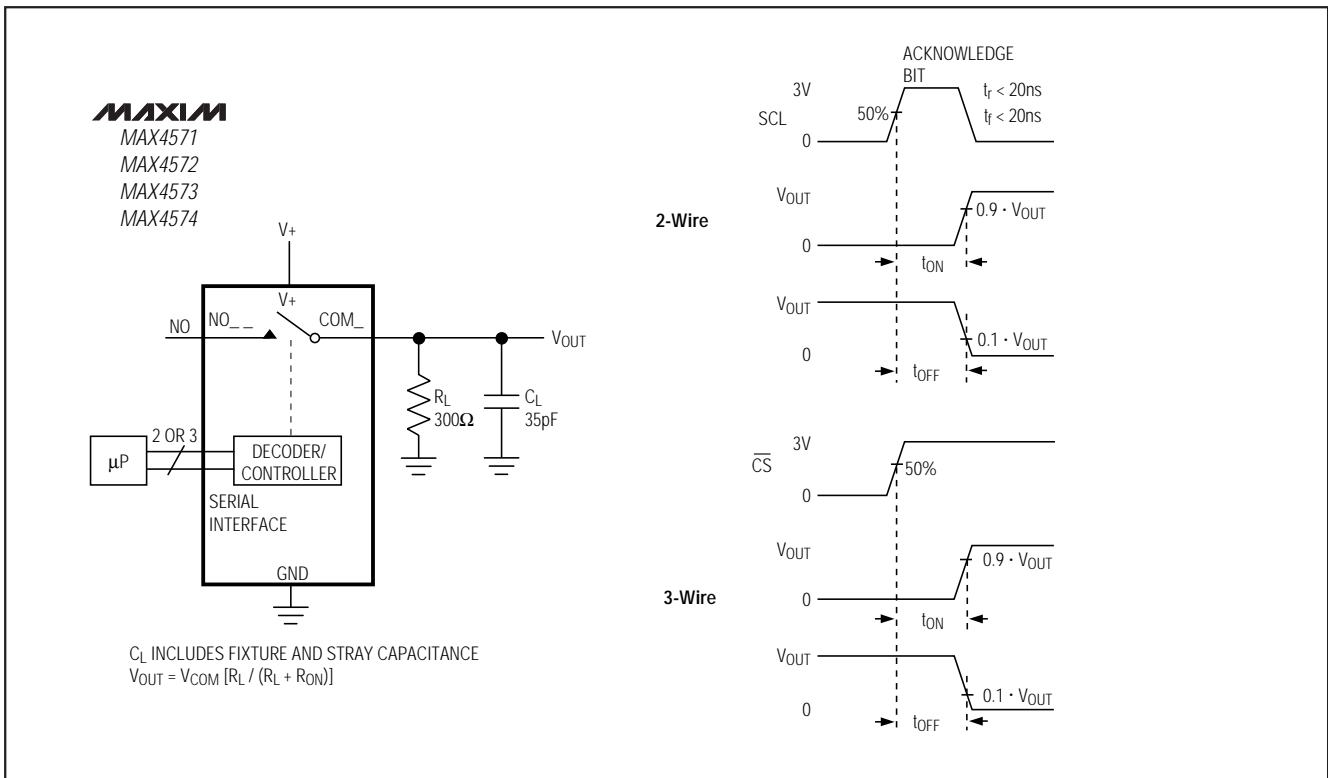 MAXIM
MAX4571
MAX4572
MAX4573
MAX4574
V+
V+
NO
NO_ _
COM_
VOUT
RL
300Ω
CL
35pF
µP
2 OR 3
DECODER/
CONTROLLER
SERIAL
INTERFACE
GND
CL INCLUDES FIXTURE AND STRAY CAPACITANCE
VOUT = VCOM [RL / (RL + RON)]
2-Wire
ACKNOWLEDGE
BIT
3V
SCL
0
50%
tr < 20ns
tf < 20ns
VOUT
0
0.9 · VOUT
tON
VOUT
0
0.1 · VOUT
tOFF
3-Wire
3V
C̅S̅
0
50%
VOUT
0
0.9 · VOUT
tON
VOUT
0
0.1 · VOUT
tOFF